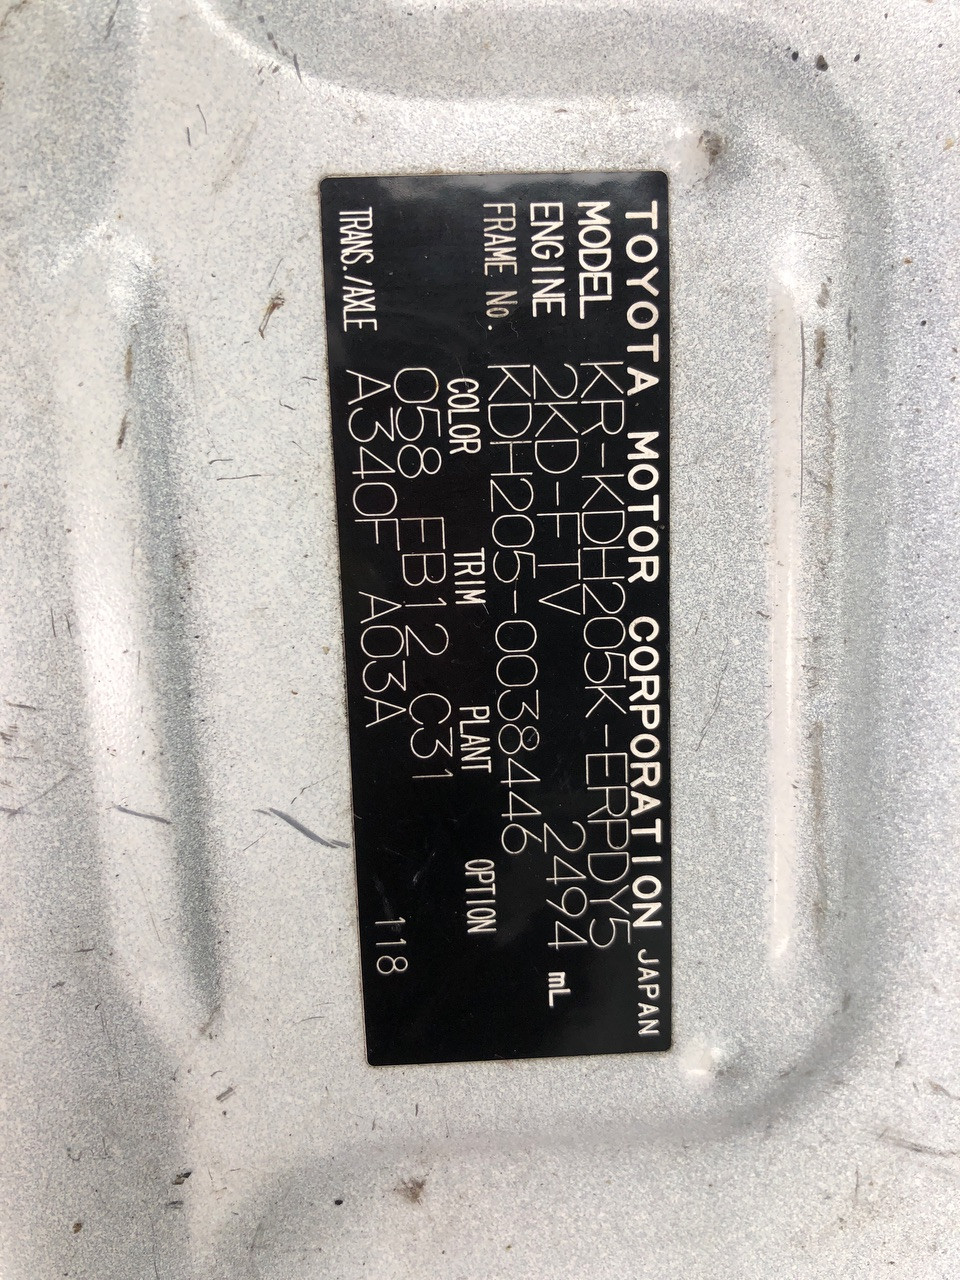 TOYOTA MOTOR CORPORATION JAPAN
MODEL KR-KDH205K-ERPDY5
ENGINE 2KD-FTV 2494 mL
FRAME No. KDH205-0038446
COLOR TRIM PLANT OPTION
058 FB12 C31
TRANS./AXLE A340F A03A 118